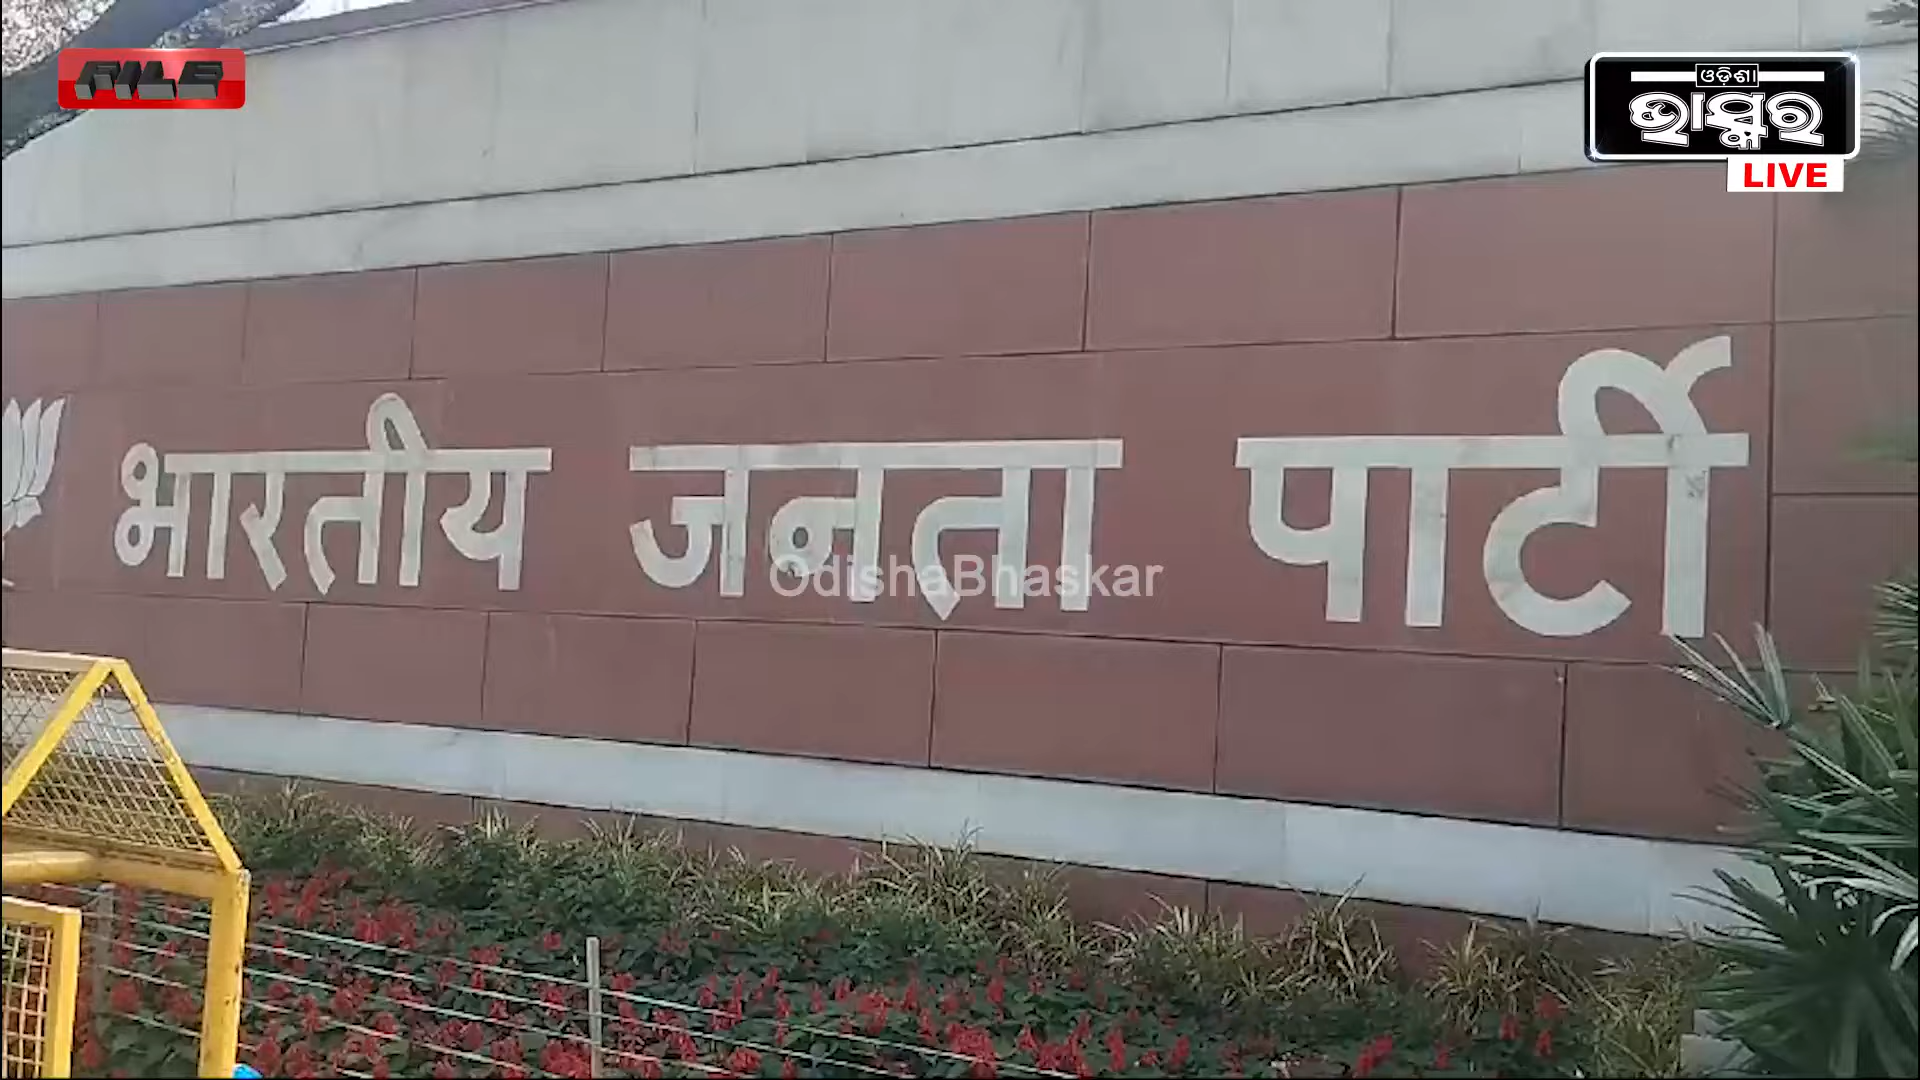 FILE
ଓଡ଼ିଶା
ଭାସ୍କର
LIVE
भारतीय जनता पार्टी
OdishaBhaskar